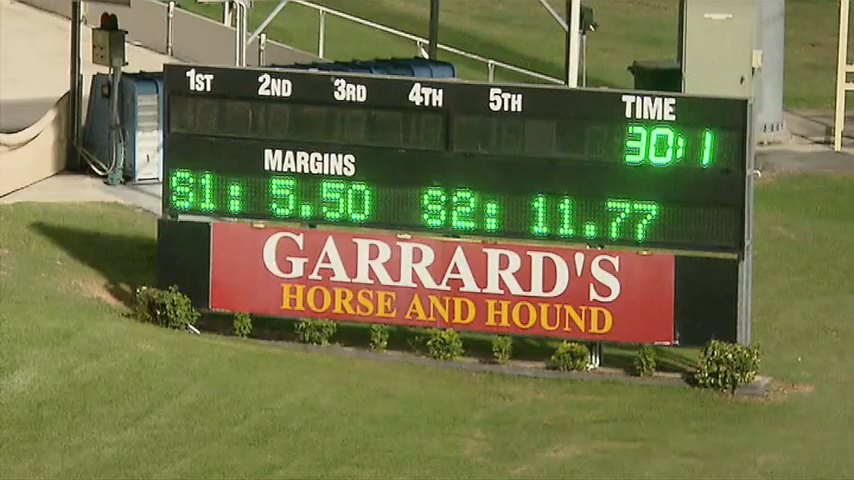 1ST 2ND 3RD 4TH 5TH TIME
30:1
MARGINS
S1: 5.50 S2: 11.77
GARRARD'S
HORSE AND HOUND